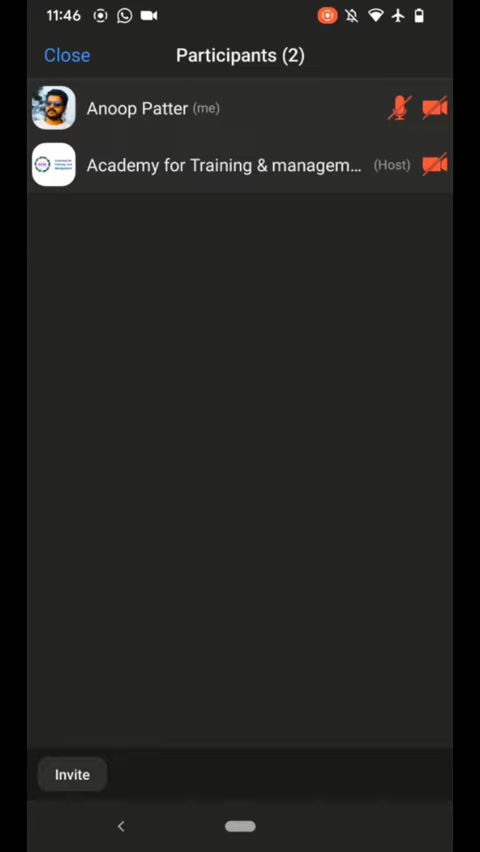 11:46
Close
Participants (2)
Anoop Patter (me)
Academy for Training & managem... (Host)
Invite